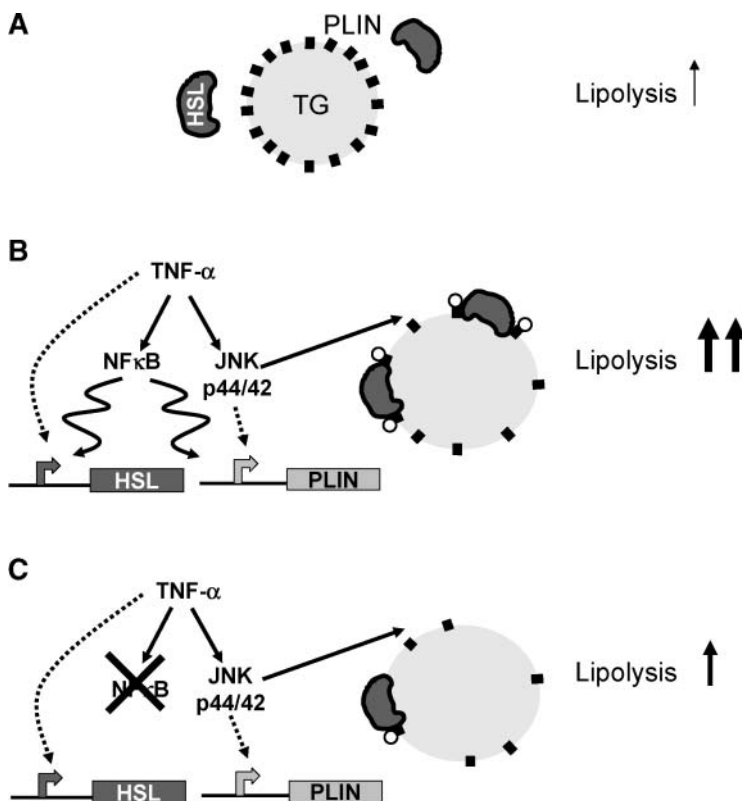 A
PLIN
HSL
TG
Lipolysis
B
TNF-α
NFκB
JNK
p44/42
Lipolysis
HSL
PLIN
C
TNF-α
NFκB
JNK
p44/42
Lipolysis
HSL
PLIN